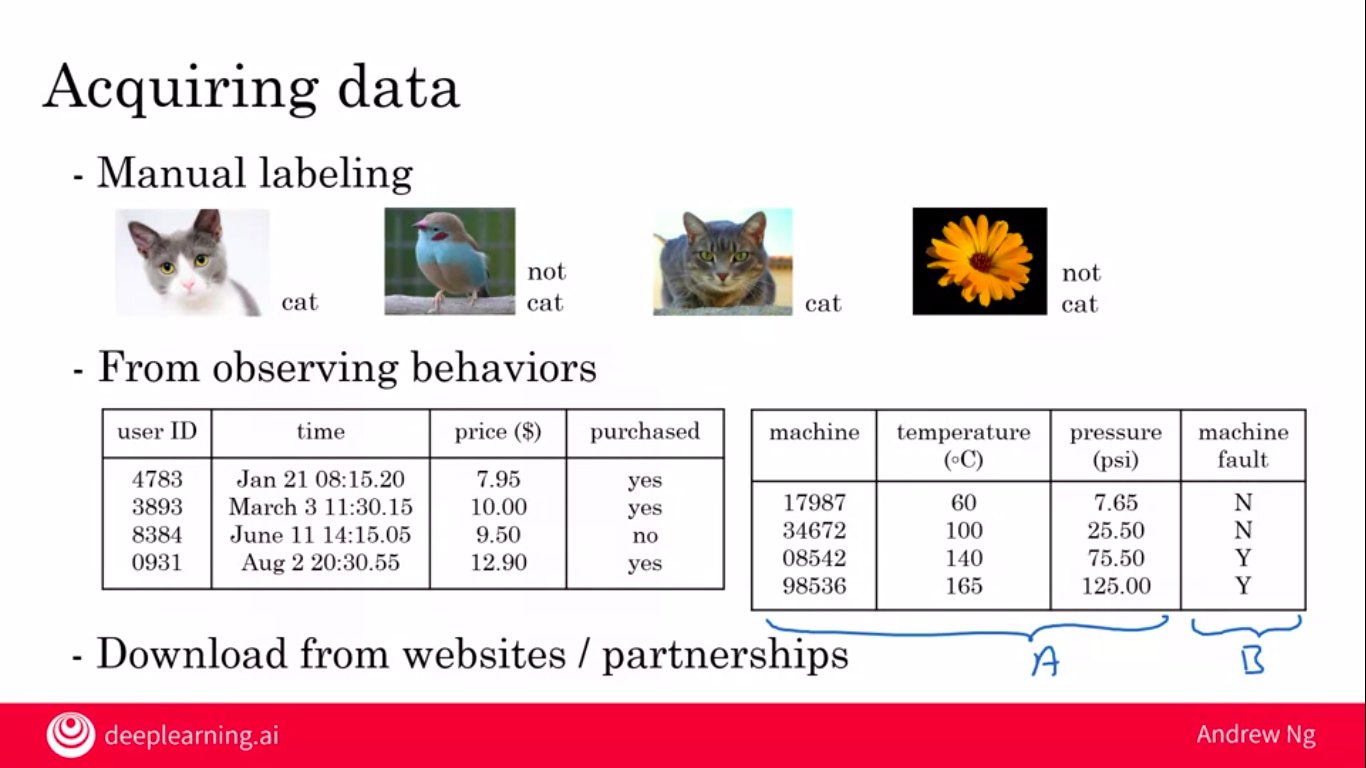 Acquiring data
- Manual labeling
cat
not
cat
cat
not
cat
- From observing behaviors
user ID time price ($) purchased
4783 Jan 21 08:15.20 7.95 yes
3893 March 3 11:30.15 10.00 yes
8384 June 11 14:15.05 9.50 no
0931 Aug 2 20:30.55 12.90 yes
machine temperature pressure machine
(°C) (psi) fault
17987 60 7.65 N
34672 100 25.50 N
08542 140 75.50 Y
98536 165 125.00 Y
A B
- Download from websites / partnerships
deeplearning.ai
Andrew Ng